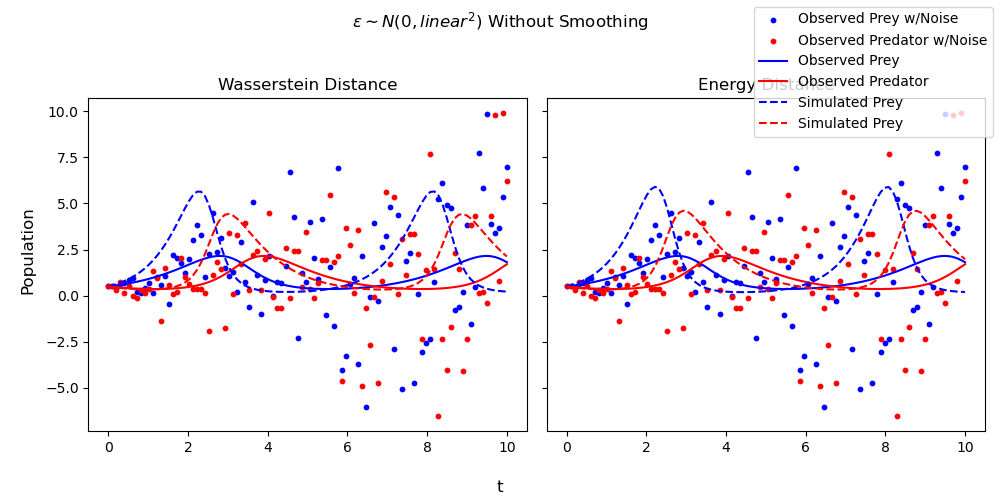 ε ~ N(0, linear²) Without Smoothing
Observed Prey w/Noise
Observed Predator w/Noise
Observed Prey
Observed Predator
Simulated Prey
Simulated Prey
Wasserstein Distance
Energy Distance
Population
10.0
7.5
5.0
2.5
0.0
−2.5
−5.0
0 2 4 6 8 10
0 2 4 6 8 10
t